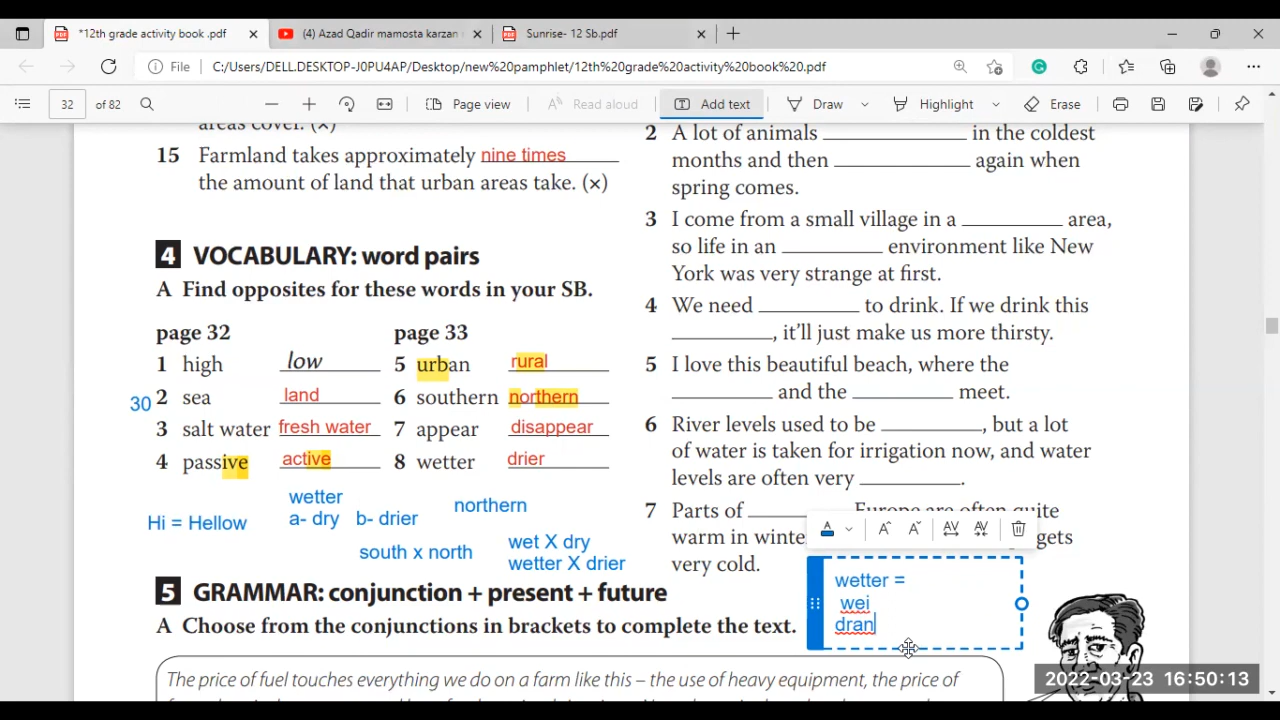 *12th grade activity book .pdf
(4) Azad Qadir mamosta karzan
Sunrise- 12 Sb.pdf
File
C:/Users/DELL.DESKTOP-J0PU4AP/Desktop/new%20pamphlet/12th%20grade%20activity%20book%20.pdf
32 of 82
Page view
Read aloud
Add text
Draw
Highlight
Erase
areas cover. (×)
15 Farmland takes approximately nine times
the amount of land that urban areas take. (×)
4 VOCABULARY: word pairs
A Find opposites for these words in your SB.
page 32 page 33
1 high low 5 urban rural
30 2 sea land 6 southern northern
3 salt water fresh water 7 appear disappear
4 passive active 8 wetter drier
wetter
a- dry b- drier
northern
Hi = Hellow
south x north
wet X dry
wetter X drier
5 GRAMMAR: conjunction + present + future
A Choose from the conjunctions in brackets to complete the text.
The price of fuel touches everything we do on a farm like this – the use of heavy equipment, the price of
2 A lot of animals ____ in the coldest
months and then ____ again when
spring comes.
3 I come from a small village in a ____ area,
so life in an ____ environment like New
York was very strange at first.
4 We need ____ to drink. If we drink this
____, it'll just make us more thirsty.
5 I love this beautiful beach, where the
____ and the ____ meet.
6 River levels used to be ____, but a lot
of water is taken for irrigation now, and water
levels are often very ____.
7 Parts of ____ Europe are often quite
warm in winte gets
very cold.
wetter =
wei
dran
2022-03-23 16:50:13